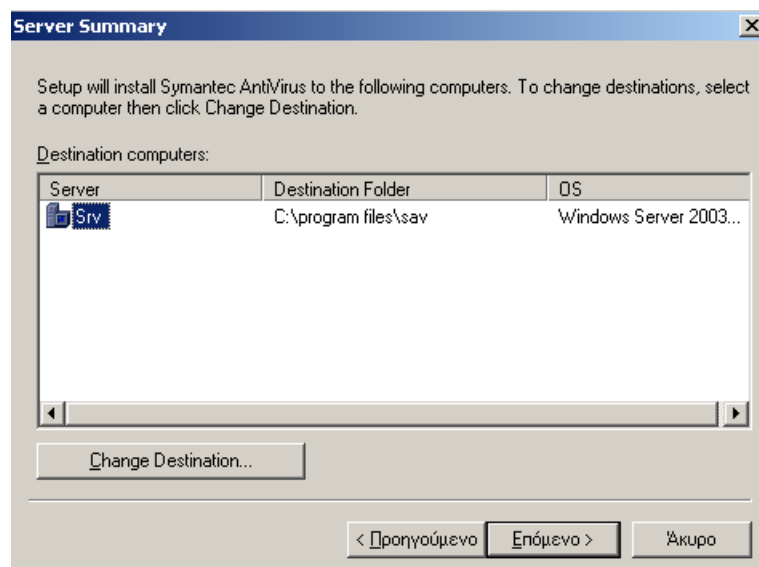 Server Summary
Setup will install Symantec AntiVirus to the following computers. To change destinations, select
a computer then click Change Destination.
Destination computers:
Server Destination Folder OS
Srv C:\program files\sav Windows Server 2003...
Change Destination...
< Προηγούμενο Επόμενο > Άκυρο